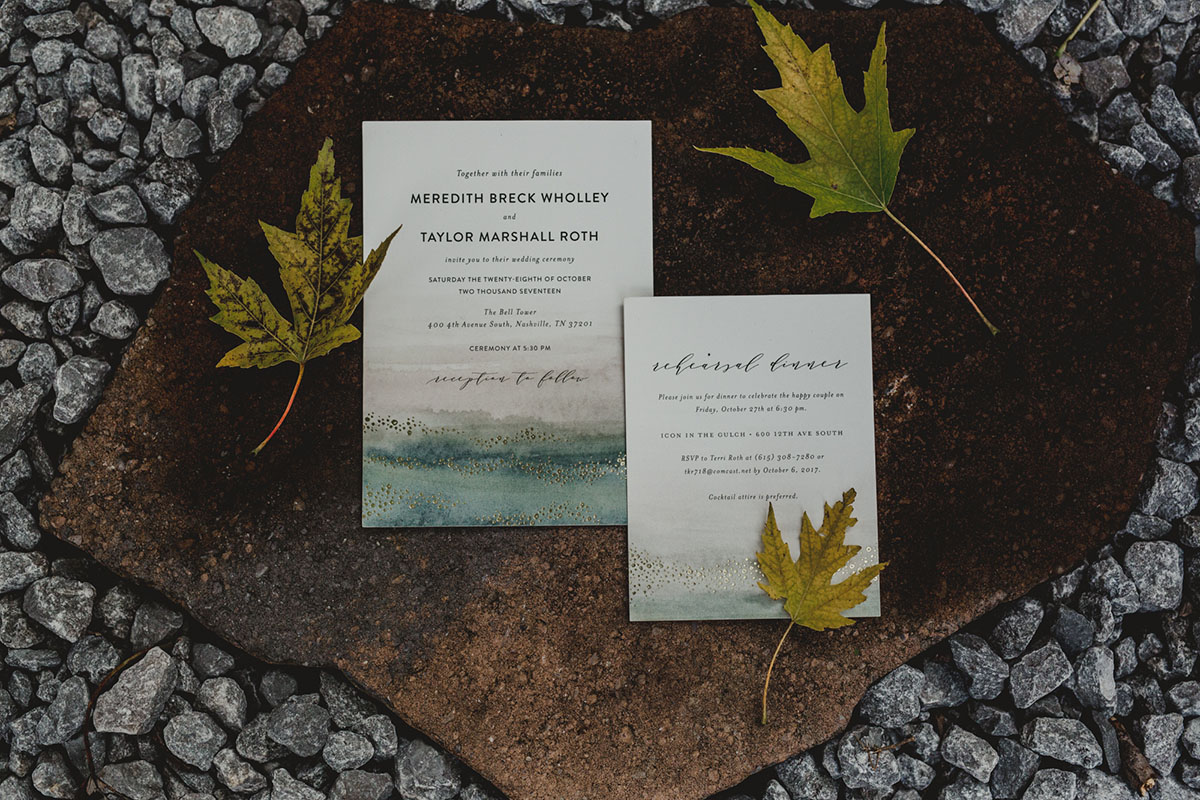 Together with their families
MEREDITH BRECK WHOLLEY
and
TAYLOR MARSHALL ROTH
invite you to their wedding ceremony
SATURDAY THE TWENTY-EIGHTH OF OCTOBER
TWO THOUSAND SEVENTEEN
The Bell Tower
400 4th Avenue South, Nashville, TN 37201
CEREMONY AT 5:30 PM
reception to follow
rehearsal dinner
Please join us for dinner to celebrate the happy couple on
Friday, October 27th at 6:30 pm.
ICON IN THE GULCH • 600 12TH AVE SOUTH
RSVP to Terri Roth at (615) 308-7280 or
tkr718@comcast.net by October 6, 2017.
Cocktail attire is preferred.